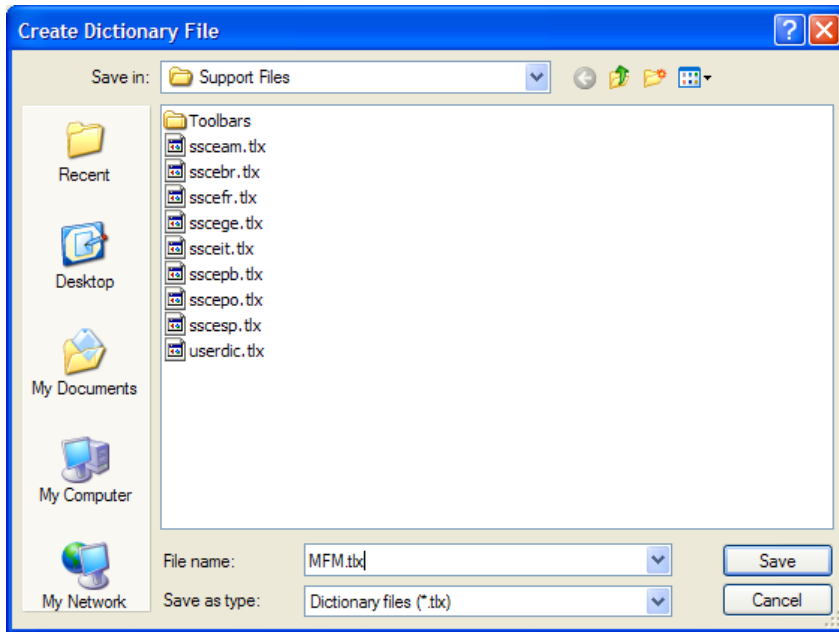 Create Dictionary File
Save in:
Support Files
Recent
Desktop
My Documents
My Computer
My Network
Toolbars
ssceam.tlx
sscebr.tlx
sscefr.tlx
sscege.tlx
ssceit.tlx
sscepb.tlx
sscepo.tlx
sscesp.tlx
userdic.tlx
File name:
MFM.tlx
Save
Save as type:
Dictionary files (*.tlx)
Cancel